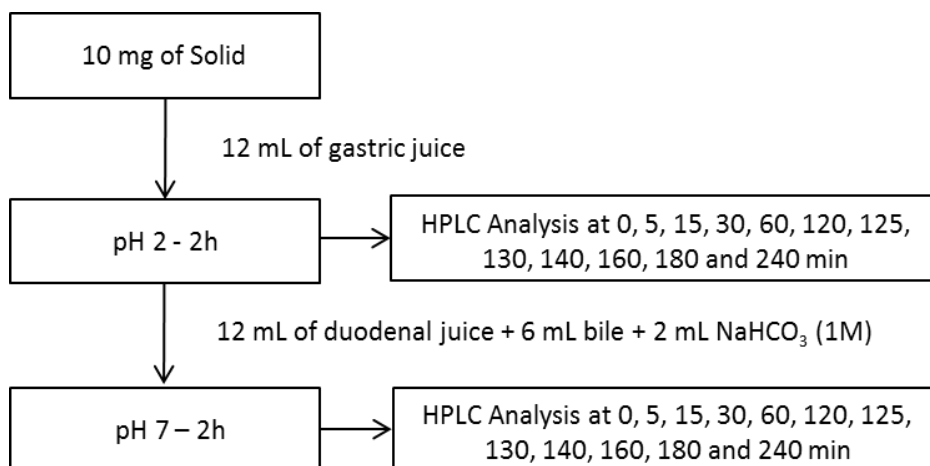 10 mg of Solid
12 mL of gastric juice
pH 2 - 2h
HPLC Analysis at 0, 5, 15, 30, 60, 120, 125,
130, 140, 160, 180 and 240 min
12 mL of duodenal juice + 6 mL bile + 2 mL NaHCO₃ (1M)
pH 7 – 2h
HPLC Analysis at 0, 5, 15, 30, 60, 120, 125,
130, 140, 160, 180 and 240 min